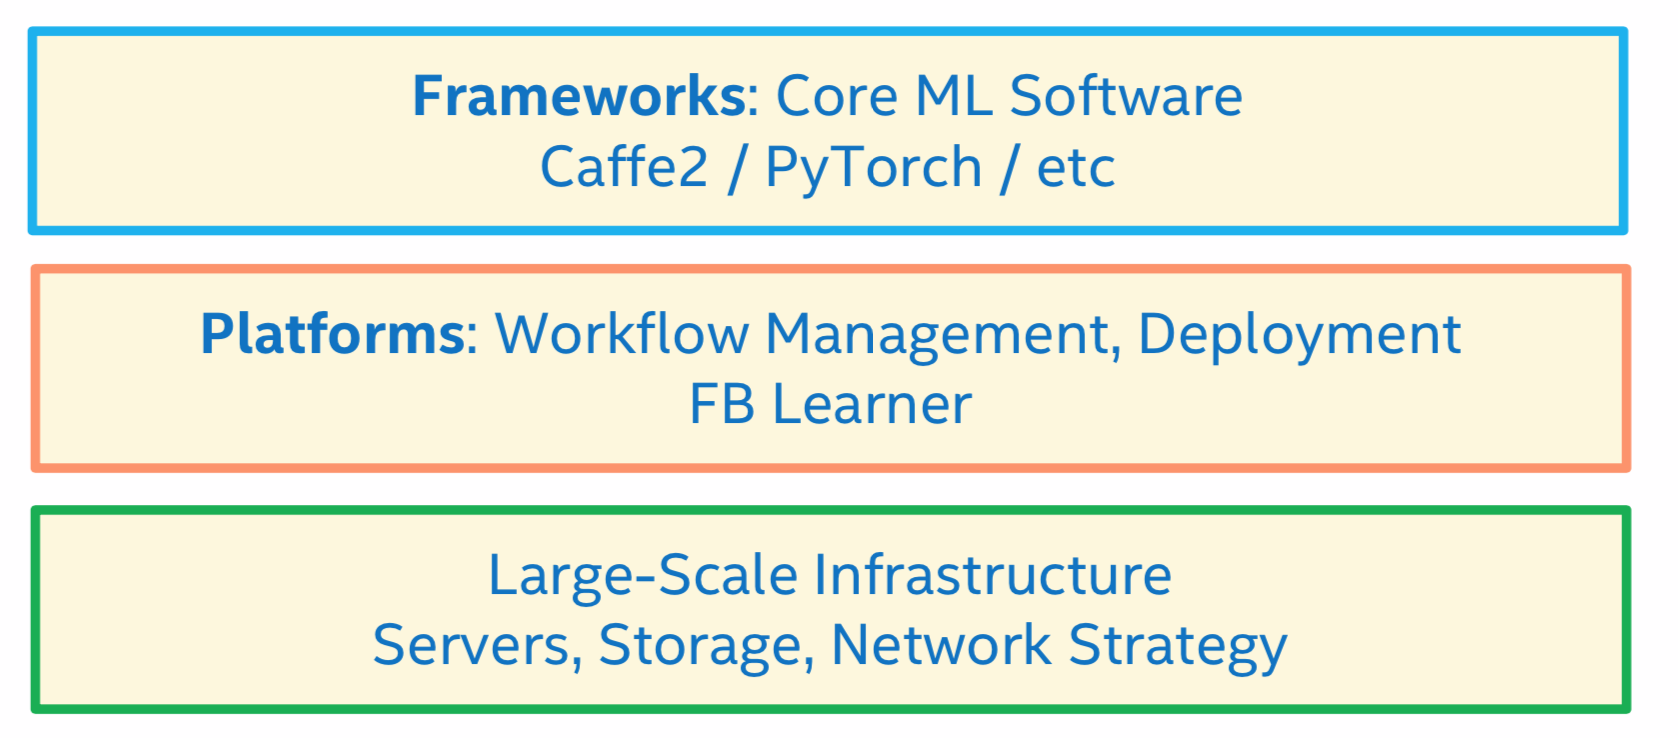 Frameworks: Core ML Software
Caffe2 / PyTorch / etc
Platforms: Workflow Management, Deployment
FB Learner
Large-Scale Infrastructure
Servers, Storage, Network Strategy